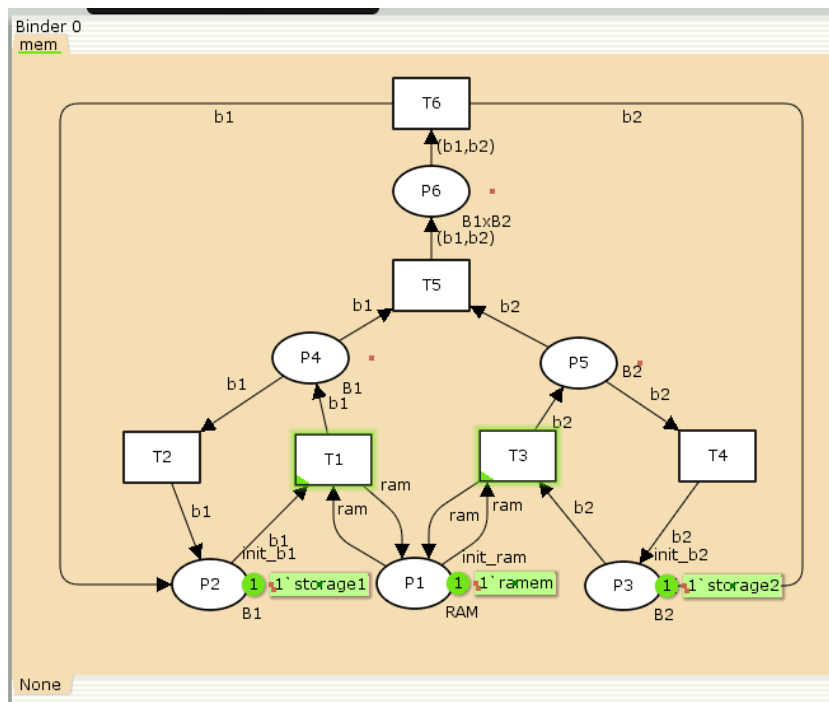 Binder 0
mem
T6
b1
b2
(b1,b2)
P6
B1xB2
(b1,b2)
T5
b1
b2
P4
P5
B2
B1
b1
b1
b2
b2
T2
T1
T3
T4
ram
ram
ram
ram
b1
b2
b2
b1
init_b1
init_ram
init_b2
P2
1
1`storage1
P1
1
1`ramem
P3
1
1`storage2
B1
RAM
B2
None